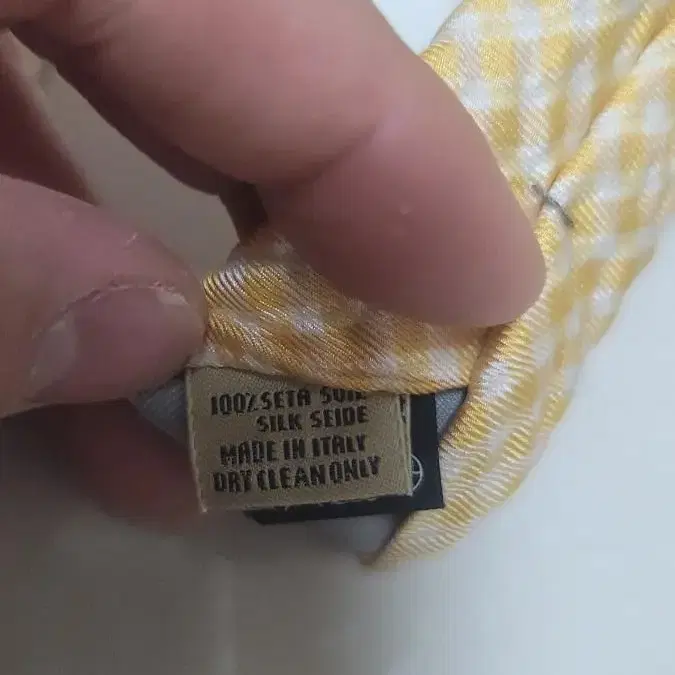 100% SETA SOIE
SILK SEIDE
MADE IN ITALY
DRY CLEAN ONLY